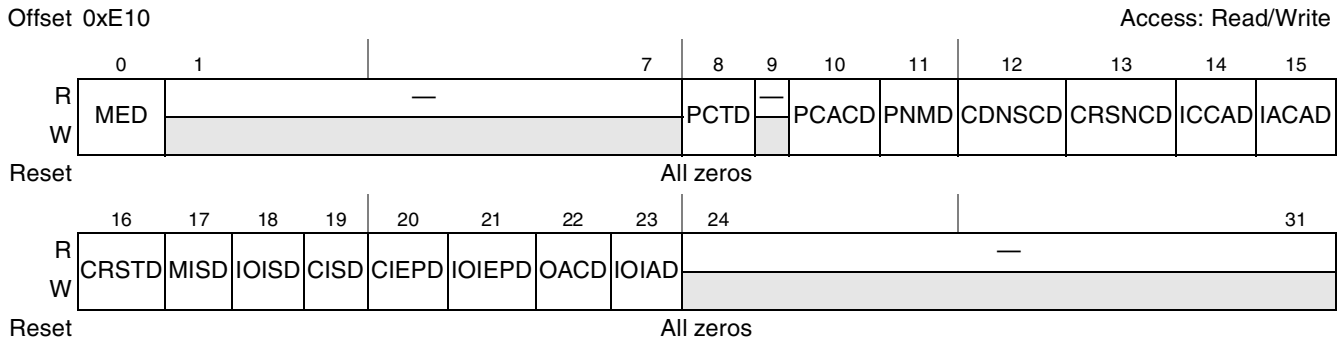 Offset 0xE10 Access: Read/Write
0 1 7 8 9 10 11 12 13 14 15
R MED — PCTD — PCACD PNMD CDNSCD CRSNCD ICCAD IACAD
W
Reset All zeros
16 17 18 19 20 21 22 23 24 31
R CRSTD MISD IOISD CISD CIEPD IOIEPD OACD IOIAD —
W
Reset All zeros